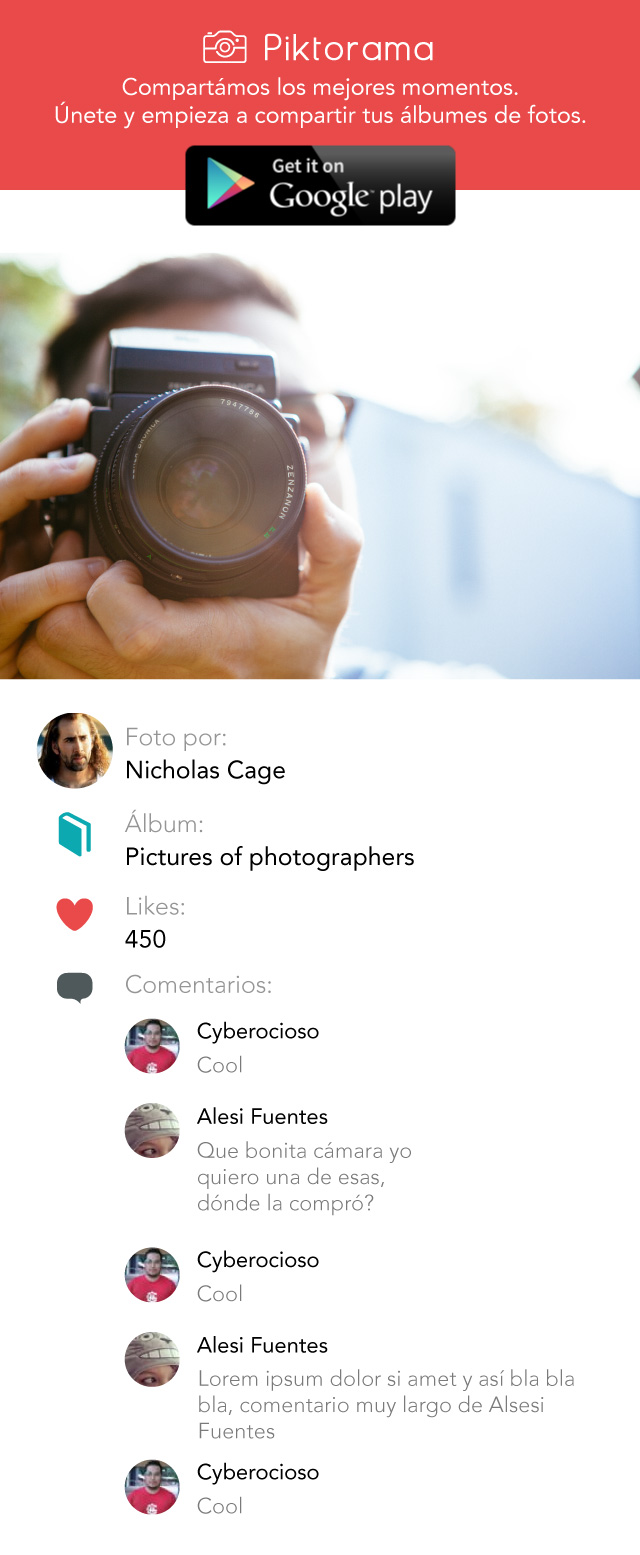 Piktorama
Compartámos los mejores momentos.
Únete y empieza a compartir tus álbumes de fotos.
Get it on
Google™ play
7947786
ZENZANON
Foto por:
Nicholas Cage
Álbum:
Pictures of photographers
Likes:
450
Comentarios:
Cyberocioso
Cool
Alesi Fuentes
Que bonita cámara yo
quiero una de esas,
dónde la compró?
Cyberocioso
Cool
Alesi Fuentes
Lorem ipsum dolor si amet y así bla bla
bla, comentario muy largo de Alsesi
Fuentes
Cyberocioso
Cool